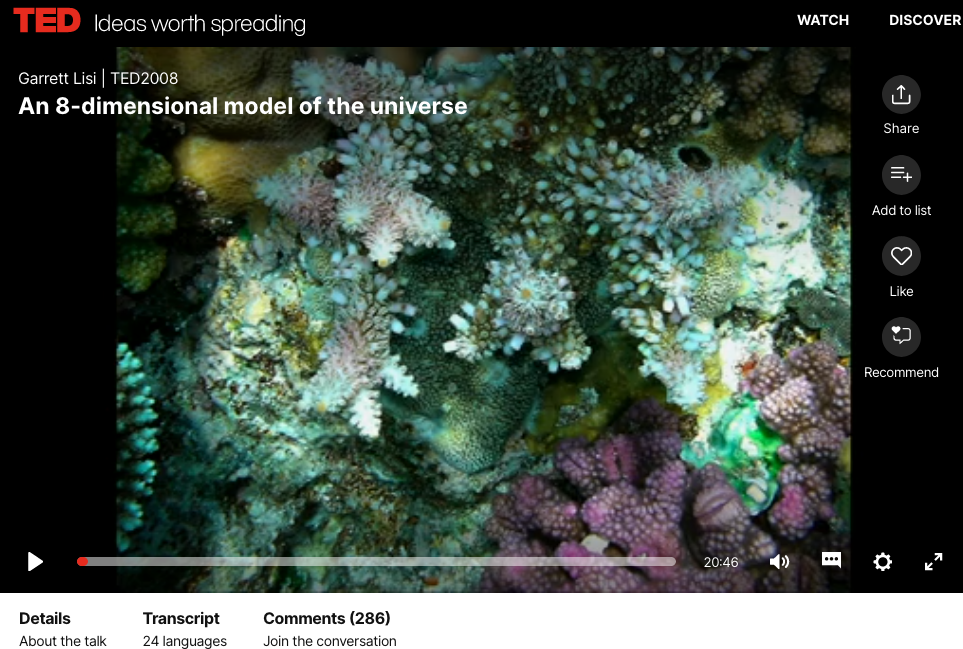 TED Ideas worth spreading
WATCH
DISCOVER
Garrett Lisi | TED2008
An 8-dimensional model of the universe
Share
Add to list
Like
Recommend
20:46
Details
About the talk
Transcript
24 languages
Comments (286)
Join the conversation